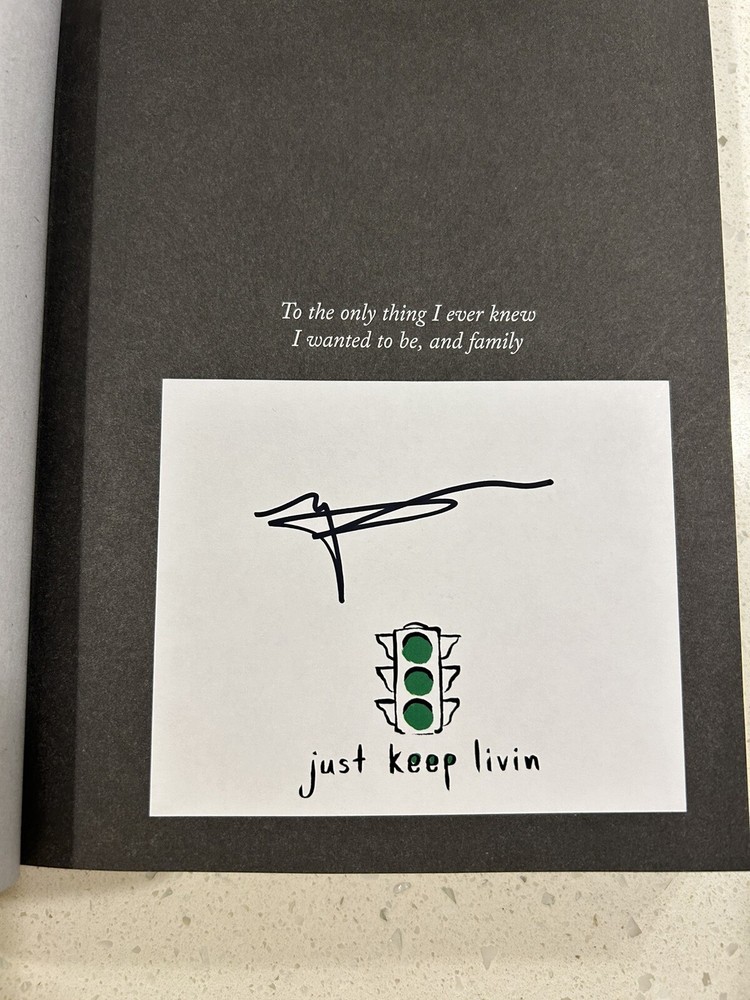 To the only thing I ever knew
I wanted to be, and family
just keep livin